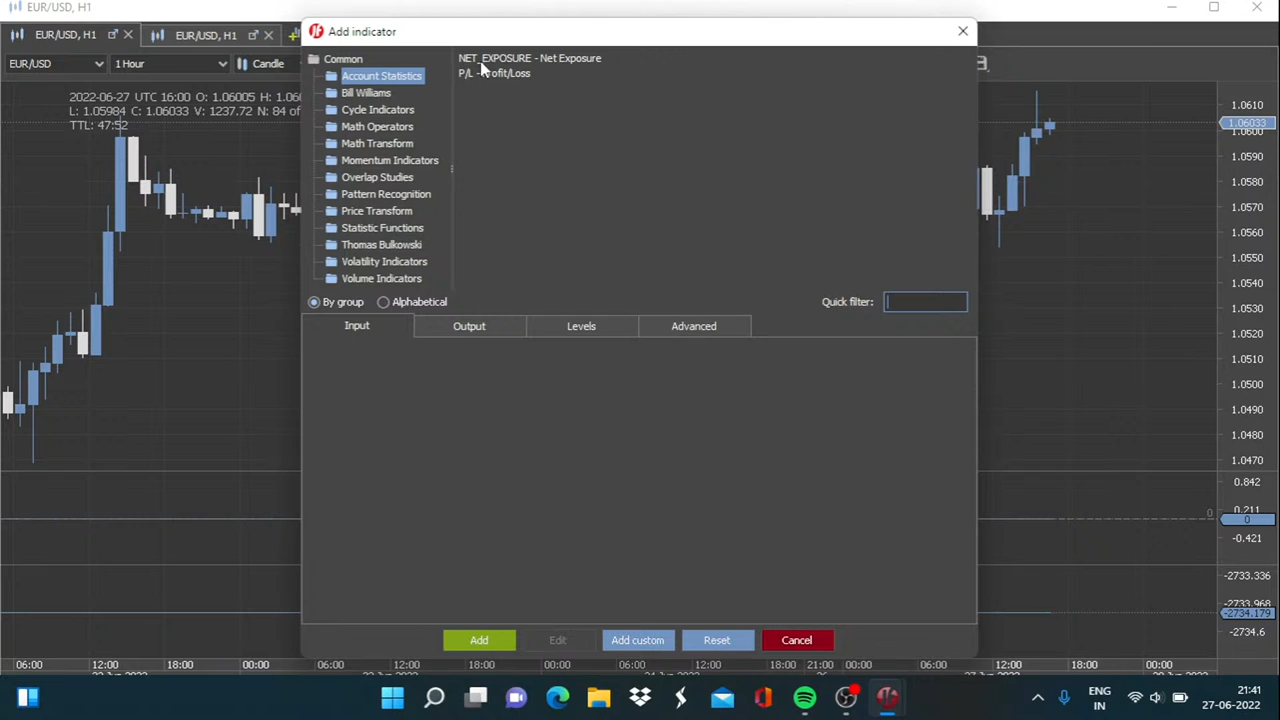 EUR/USD, H1
EUR/USD, H1
EUR/USD, H1
Add indicator
EUR/USD
1 Hour
Candle
2022-06-27 UTC 16:00 O: 1.06005 H: 1.06
L: 1.05984 C: 1.06033 V: 1237.72 N: 84 of
TTL: 47:52
Common
Account Statistics
Bill Williams
Cycle Indicators
Math Operators
Math Transform
Momentum Indicators
Overlap Studies
Pattern Recognition
Price Transform
Statistic Functions
Thomas Bulkowski
Volatility Indicators
Volume Indicators
NET_EXPOSURE - Net Exposure
P/L - Profit/Loss
By group
Alphabetical
Quick filter:
Input
Output
Levels
Advanced
Add
Edit
Add custom
Reset
Cancel
1.0610
1.06033
1.0600
1.0590
1.0580
1.0570
1.0560
1.0550
1.0540
1.0530
1.0520
1.0510
1.0500
1.0490
1.0480
1.0470
0.842
0.211
0
0
-0.421
-2733.336
-2733.968
-2734.179
-2734.6
06:00
12:00
18:00
00:00
06:00
12:00
18:00
00:00
06:00
12:00
18:00
21:00
00:00
06:00
12:00
18:00
00:00
27 Jun 2022
ENG
IN
21:41
27-06-2022